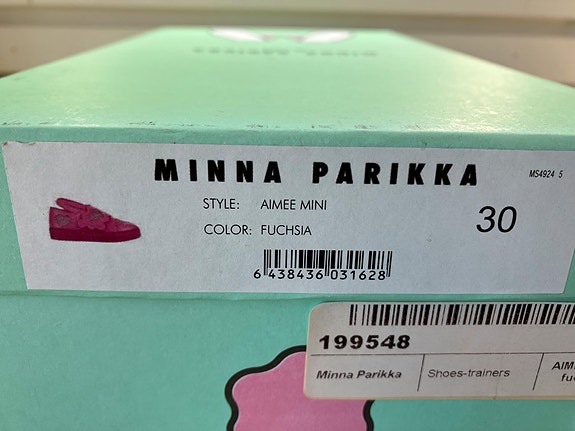 MINNA PARIKKA
MS4924 5
STYLE: AIMEE MINI
30
COLOR: FUCHSIA
6 438436 031628
199548
Minna Parikka
Shoes-trainers